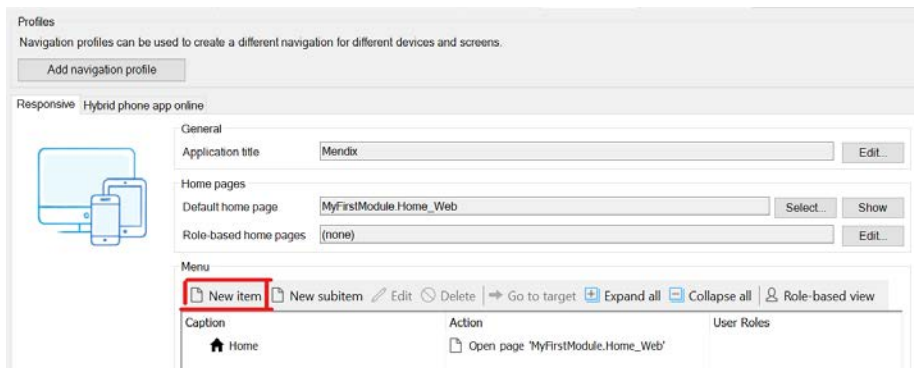 Profiles
Navigation profiles can be used to create a different navigation for different devices and screens.
Add navigation profile
Responsive Hybrid phone app online
General
Application title Mendix Edit...
Home pages
Default home page MyFirstModule.Home_Web Select... Show
Role-based home pages (none) Edit...
Menu
New item New subitem Edit Delete Go to target Expand all Collapse all Role-based view
Caption Action User Roles
Home Open page 'MyFirstModule.Home_Web'